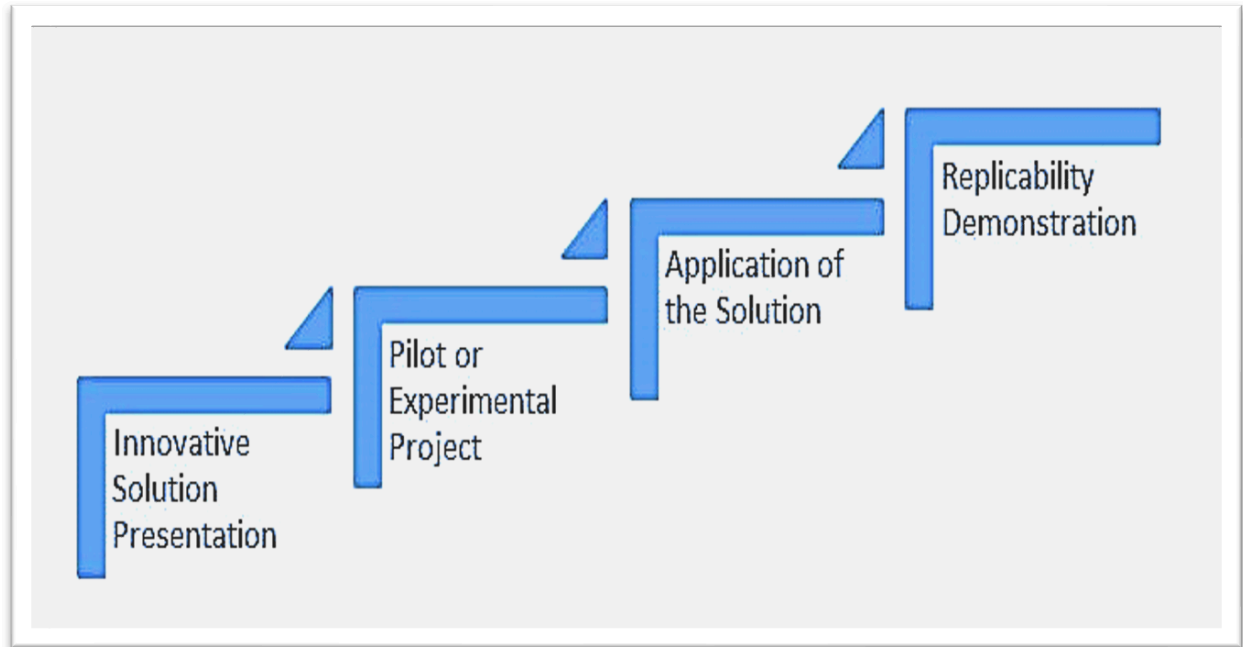 Innovative
Solution
Presentation
Pilot or
Experimental
Project
Application of
the Solution
Replicability
Demonstration